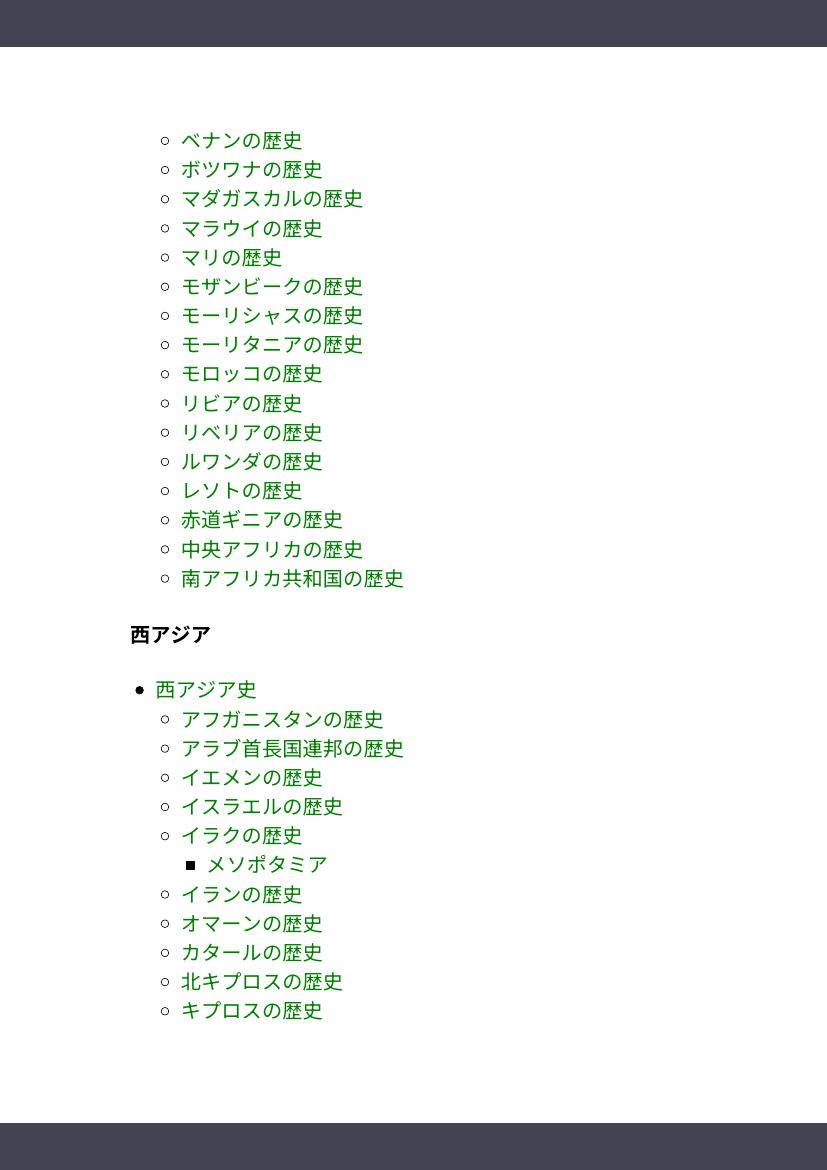 ベナンの歴史
ボツワナの歴史
マダガスカルの歴史
マラウイの歴史
マリの歴史
モザンビークの歴史
モーリシャスの歴史
モーリタニアの歴史
モロッコの歴史
リビアの歴史
リベリアの歴史
ルワンダの歴史
レソトの歴史
赤道ギニアの歴史
中央アフリカの歴史
南アフリカ共和国の歴史
西アジア
西アジア史
アフガニスタンの歴史
アラブ首長国連邦の歴史
イエメンの歴史
イスラエルの歴史
イラクの歴史
メソポタミア
イランの歴史
オマーンの歴史
カタールの歴史
北キプロスの歴史
キプロスの歴史